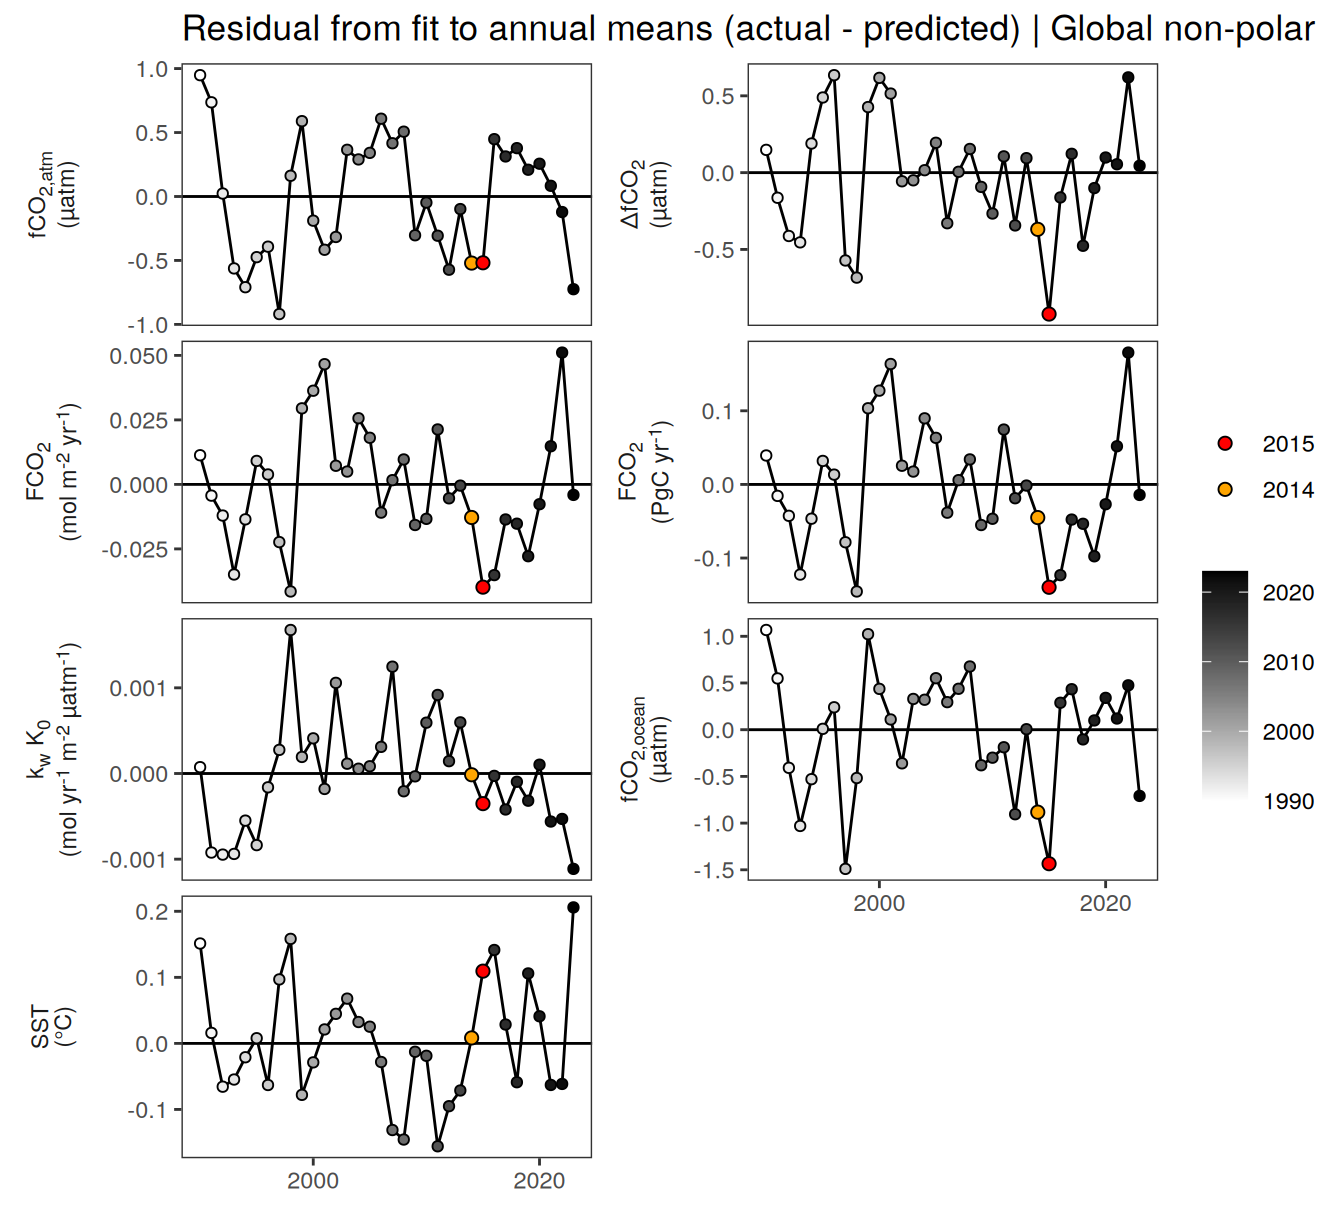 Residual from fit to annual means (actual - predicted) | Global non-polar
fCO2,atm
(µatm)
1.0
0.5
0.0
-0.5
-1.0
ΔfCO2
(µatm)
0.5
0.0
-0.5
FCO2
(mol m-2 yr-1)
0.050
0.025
0.000
-0.025
FCO2
(PgC yr-1)
0.1
0.0
-0.1
kw K0
(mol yr-1 m-2 µatm-1)
0.001
0.000
-0.001
fCO2,ocean
(µatm)
1.0
0.5
0.0
-0.5
-1.0
-1.5
2000 2020
SST
(°C)
0.2
0.1
0.0
-0.1
2000 2020
2015
2014
2020
2010
2000
1990